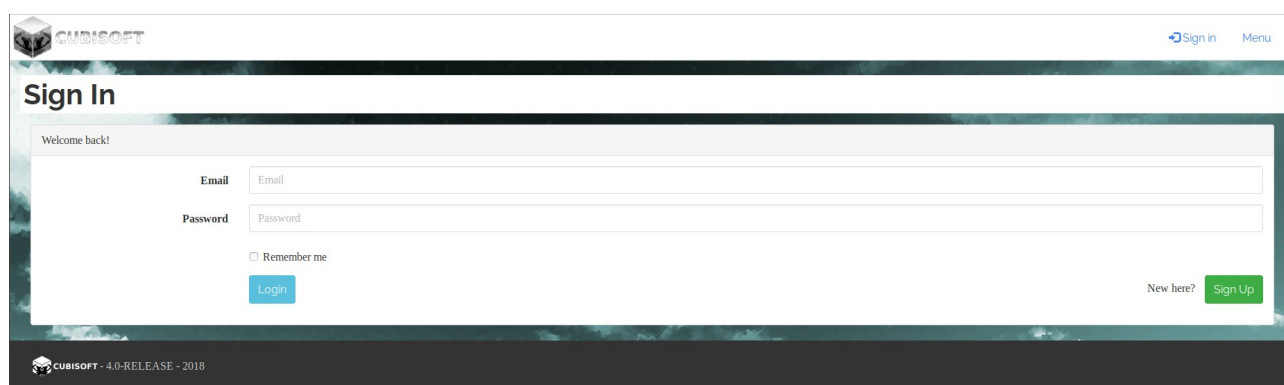 CUBISOFT
Sign in Menu
Sign In
Welcome back!
Email Email
Password Password
Remember me
Login New here? Sign Up
CUBISOFT - 4.0-RELEASE - 2018